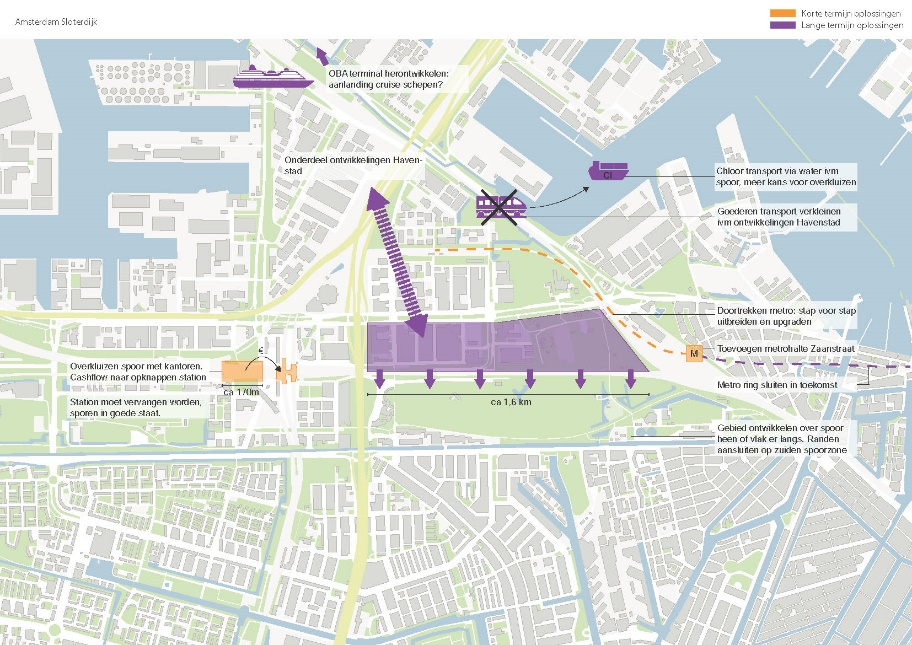 Amsterdam Sloterdijk
Korte termijn oplossingen
Lange termijn oplossingen
OBA terminal herontwikkelen:
aanlanding cruise schepen?
Onderdeel ontwikkelingen Haven-
stad
Cl
Chloor transport via water ivm
spoor, meer kans voor overkluizen
Goederen transport verkleinen
ivm ontwikkelingen Havenstad
Doortrekken metro: stap voor stap
uitbreiden en upgraden
M
Toevoegen metrohalte Zaanstraat
Metro ring sluiten in toekomst
€
Overkluizen spoor met kantoren.
Cashflow naar opknappen station
ca 170m
Station moet vervangen worden,
sporen in goede staat.
ca 1,6 km
Gebied ontwikkelen over spoor
heen of vlak er langs. Randen
aansluiten op zuiden spoorzone